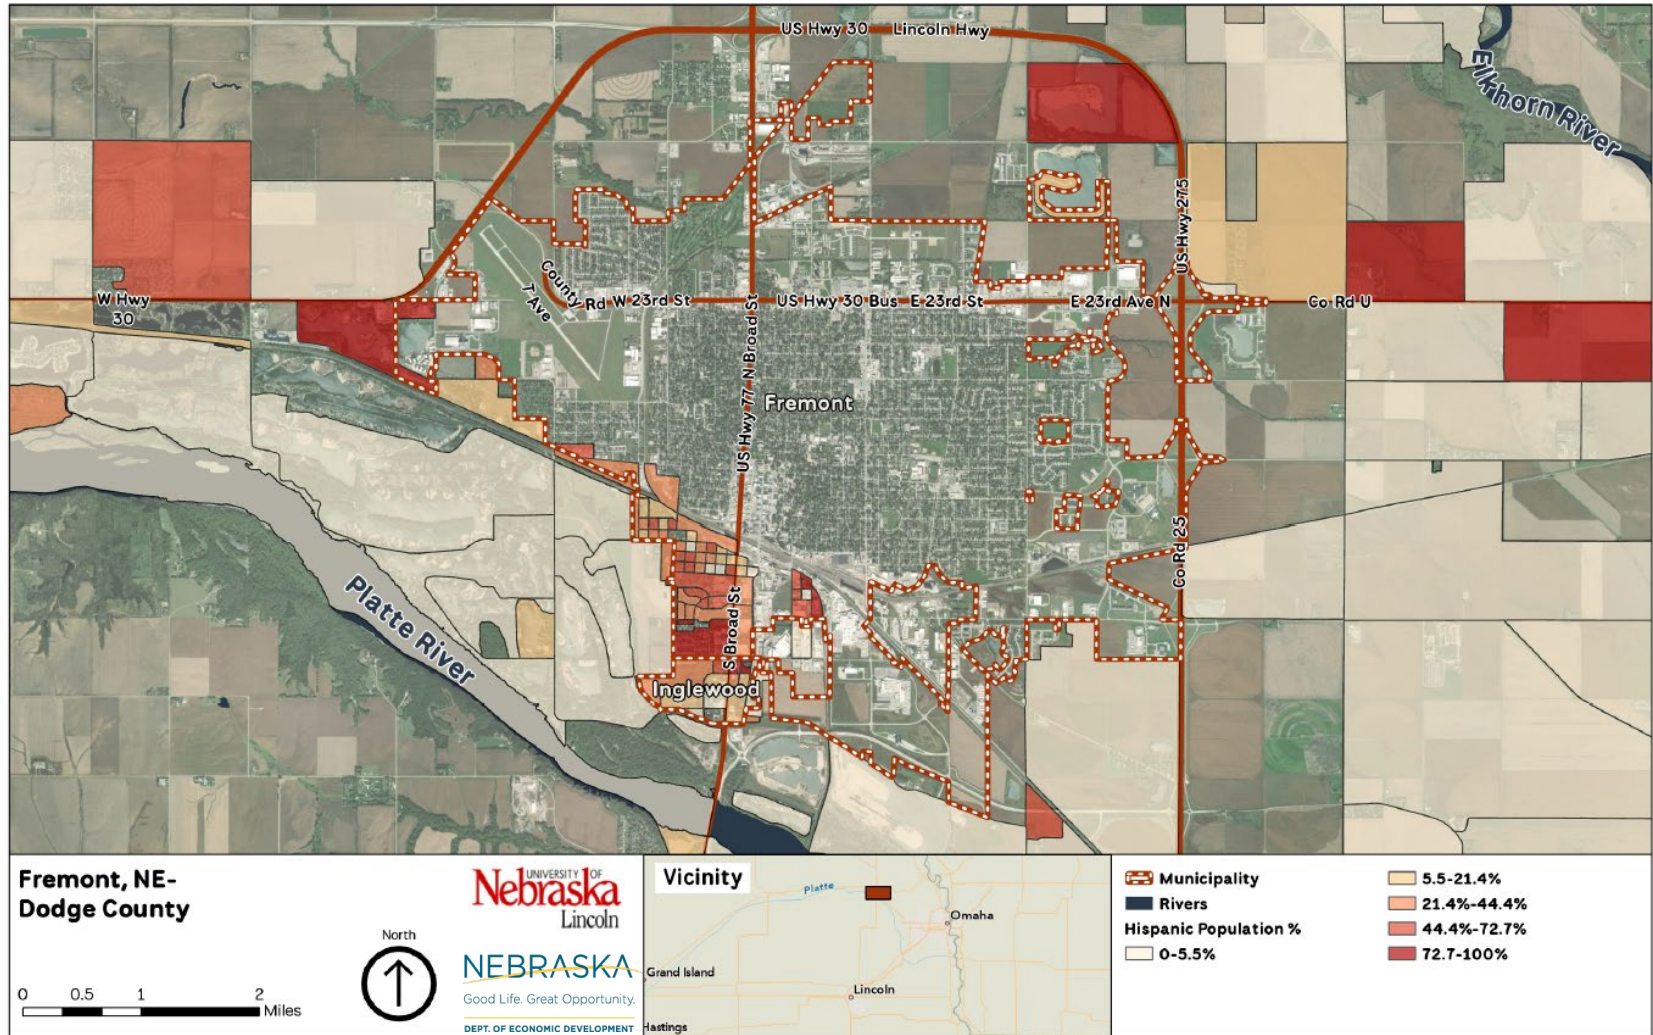 US Hwy 30 Lincoln Hwy
Elkhorn River
US Hwy 275
W Hwy
30
County Rd
T Ave
W 23rd St
US Hwy 30 Bus E 23rd St
E 23rd Ave N
Co Rd U
US Hwy 77 N Broad St
Fremont
Co Rd 25
Platte River
S Broad St
Inglewood
Fremont, NE-
Dodge County
0 0.5 1 2
Miles
North
UNIVERSITY OF
Nebraska
Lincoln
NEBRASKA
Good Life. Great Opportunity.
DEPT. OF ECONOMIC DEVELOPMENT
Vicinity
Platte
Omaha
Grand Island
Lincoln
Hastings
Municipality
Rivers
Hispanic Population %
0-5.5%
5.5-21.4%
21.4%-44.4%
44.4%-72.7%
72.7-100%